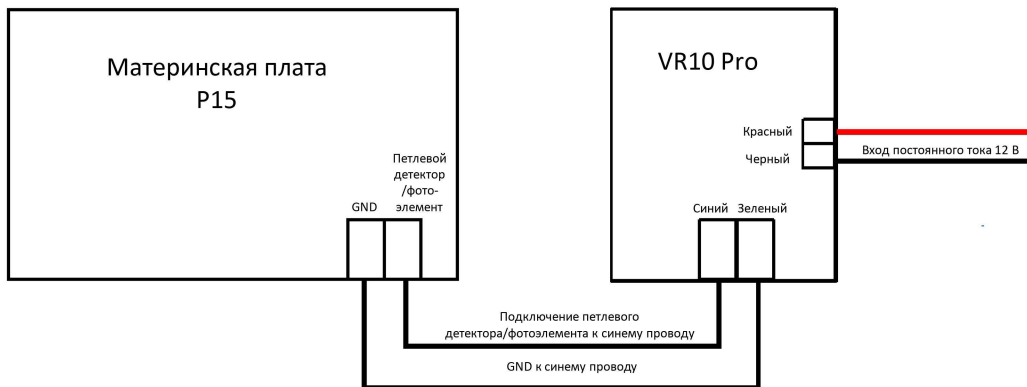 Материнская плата
P15
VR10 Pro
Красный
Черный
Вход постоянного тока 12 В
Петлевой
детектор
/фото-
элемент
GND
Синий
Зеленый
Подключение петлевого
детектора/фотоэлемента к синему проводу
GND к синему проводу